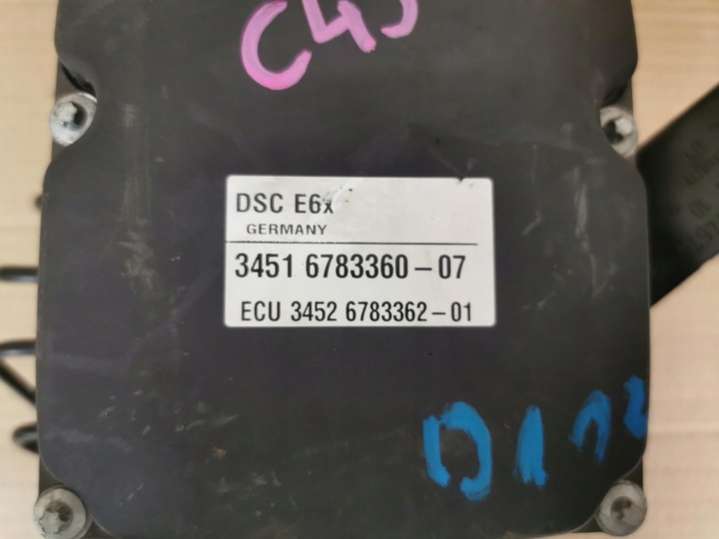 C45
DSC E6x
GERMANY
3451 6783360-07
ECU 3452 6783362-01